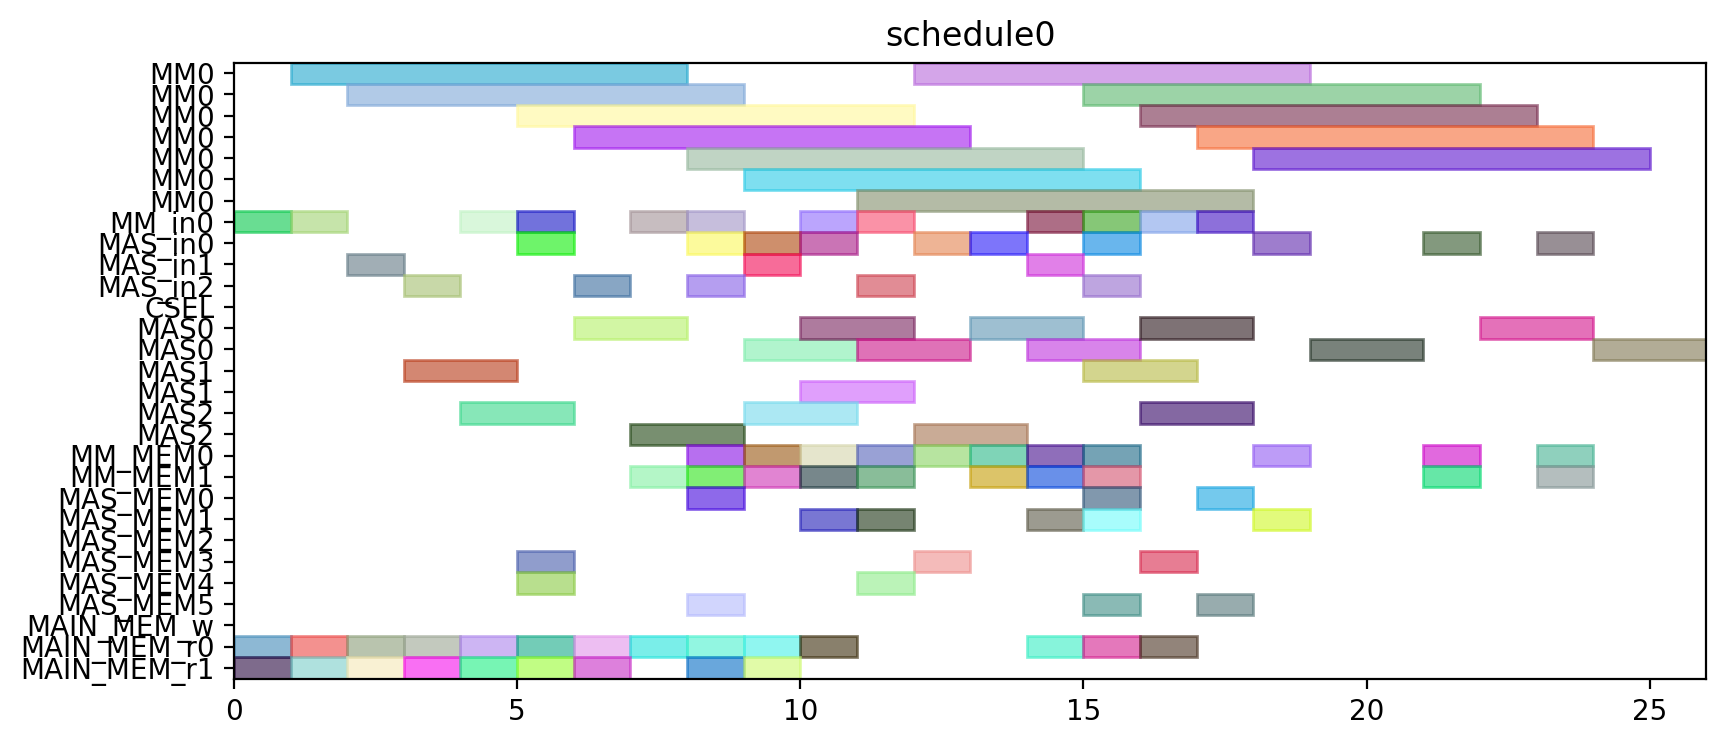 schedule0
MM0
MM0
MM0
MM0
MM0
MM0
MM0
MM_in0
MAS_in0
MAS_in1
MAS_in2
CSEL
MAS0
MAS0
MAS1
MAS1
MAS2
MAS2
MM_MEM0
MM_MEM1
MAS_MEM0
MAS_MEM1
MAS_MEM2
MAS_MEM3
MAS_MEM4
MAS_MEM5
MAIN_MEM_w
MAIN_MEM_r0
MAIN_MEM_r1
0 5 10 15 20 25